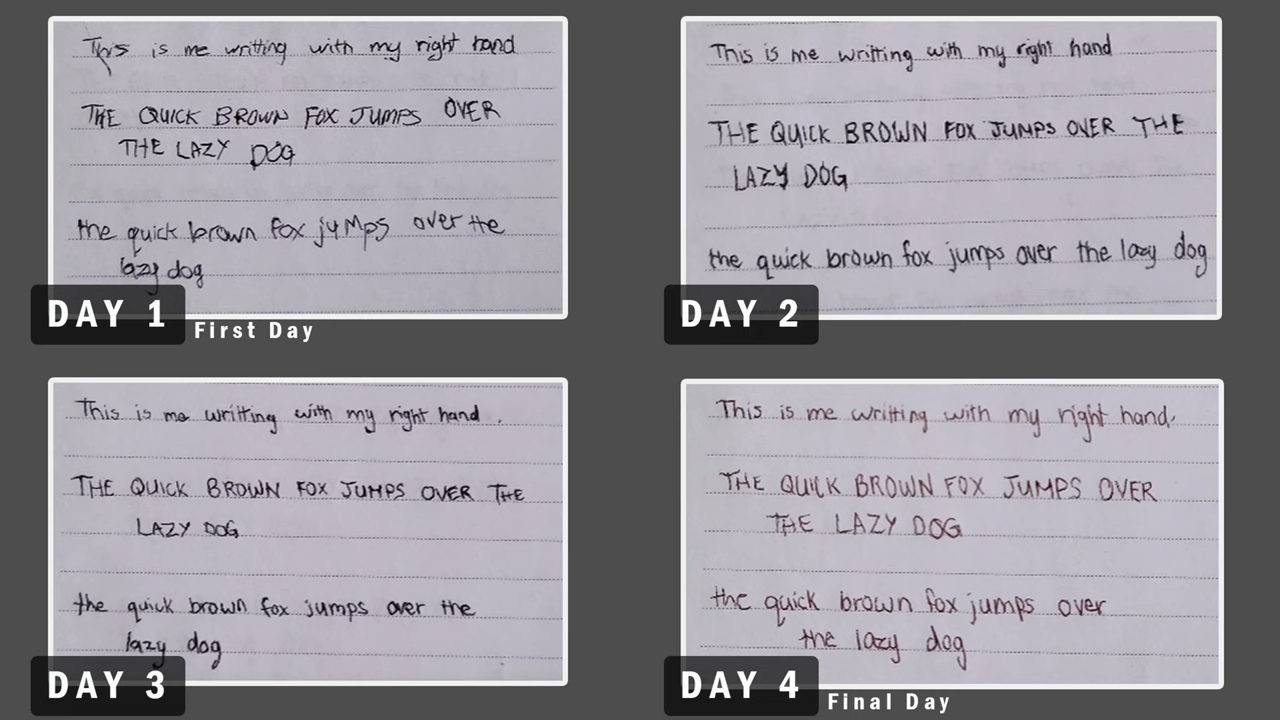 This is me writting with my right hand
THE QUICK BROWN FOX JUMPS OVER
THE LAZY DOG
the quick brown fox jumps over the
lazy dog
DAY 1
First Day
This is me writting with my right hand
THE QUICK BROWN FOX JUMPS OVER THE
LAZY DOG
the quick brown fox jumps over the lazy dog
DAY 2
This is me writting with my right hand.
THE QUICK BROWN FOX JUMPS OVER THE
LAZY DOG
the quick brown fox jumps over the
lazy dog
DAY 3
This is me writting with my right hand.
THE QUICK BROWN FOX JUMPS OVER
THE LAZY DOG
the quick brown fox jumps over
the lazy dog
DAY 4
Final Day